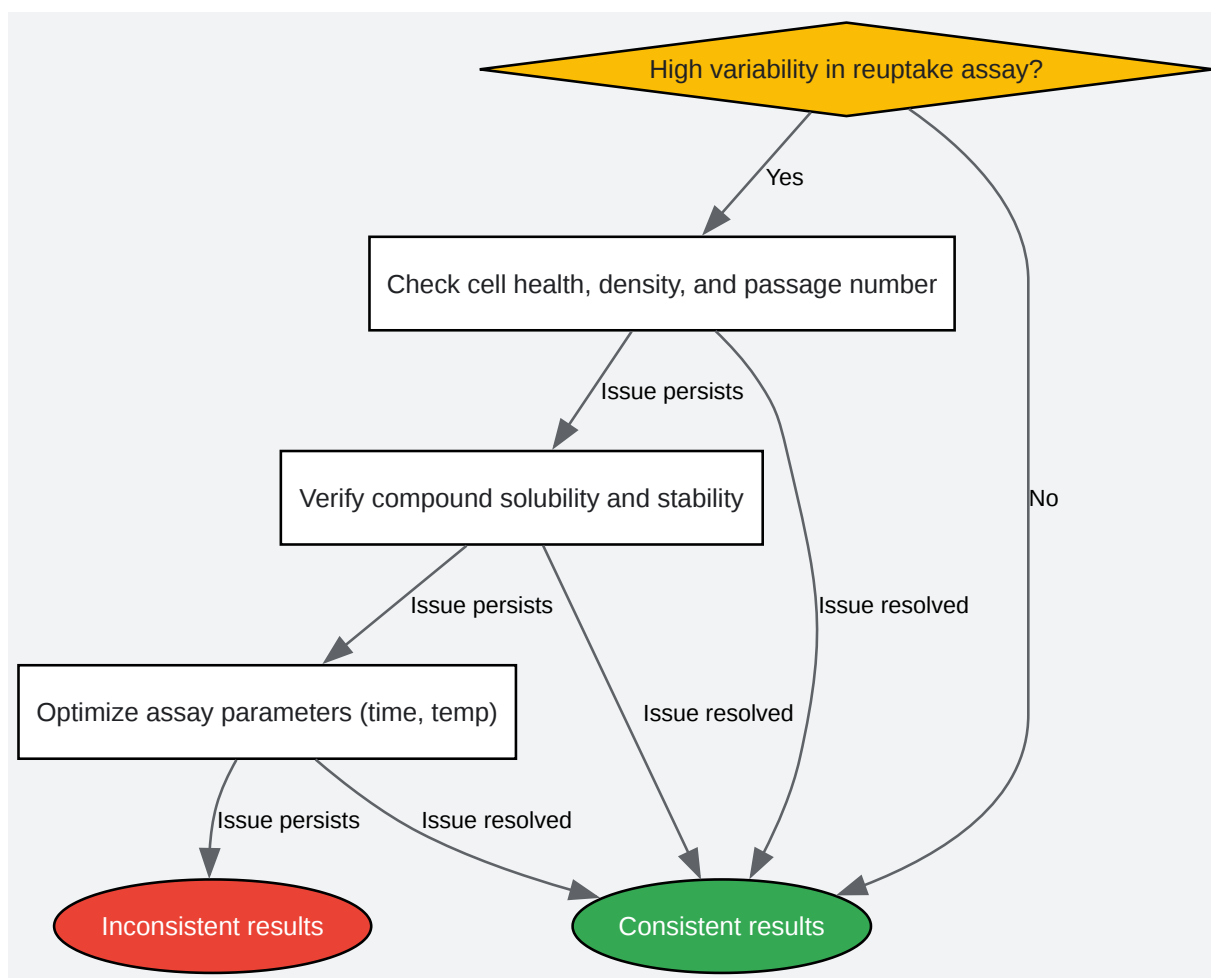 High variability in reuptake assay?
Yes
Check cell health, density, and passage number
Issue persists
Verify compound solubility and stability
No
Issue persists
Issue resolved
Optimize assay parameters (time, temp)
Issue resolved
Issue persists
Issue resolved
Inconsistent results
Consistent results